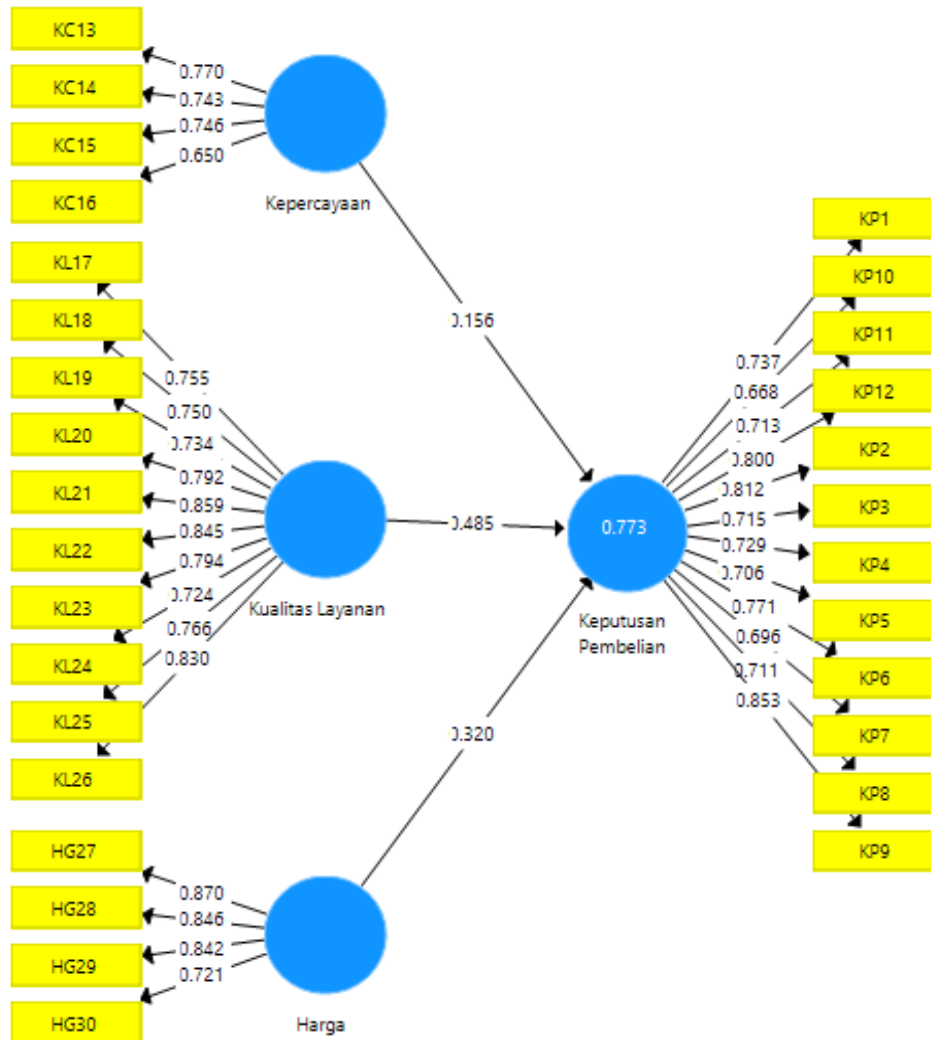 KC13
KC14
KC15
KC16
0.770
0.743
0.746
0.650
Kepercayaan
KL17
KL18
KL19
KL20
KL21
KL22
KL23
KL24
KL25
KL26
0.755
0.750
0.734
0.792
0.859
0.845
0.794
0.724
0.766
0.830
Kualitas Layanan
HG27
HG28
HG29
HG30
0.870
0.846
0.842
0.721
Harga
0.156
0.485
0.320
0.773
Keputusan
Pembelian
0.737
0.668
0.713
0.800
0.812
0.715
0.729
0.706
0.771
0.696
0.711
0.853
KP1
KP10
KP11
KP12
KP2
KP3
KP4
KP5
KP6
KP7
KP8
KP9